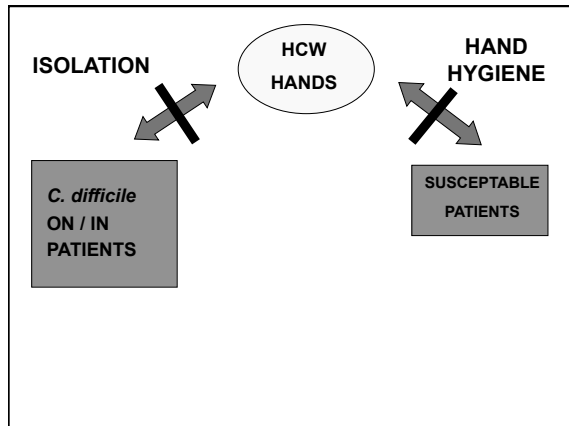 ISOLATION
HCW
HANDS
HAND
HYGIENE
C. difficile
ON / IN
PATIENTS
SUSCEPTABLE
PATIENTS